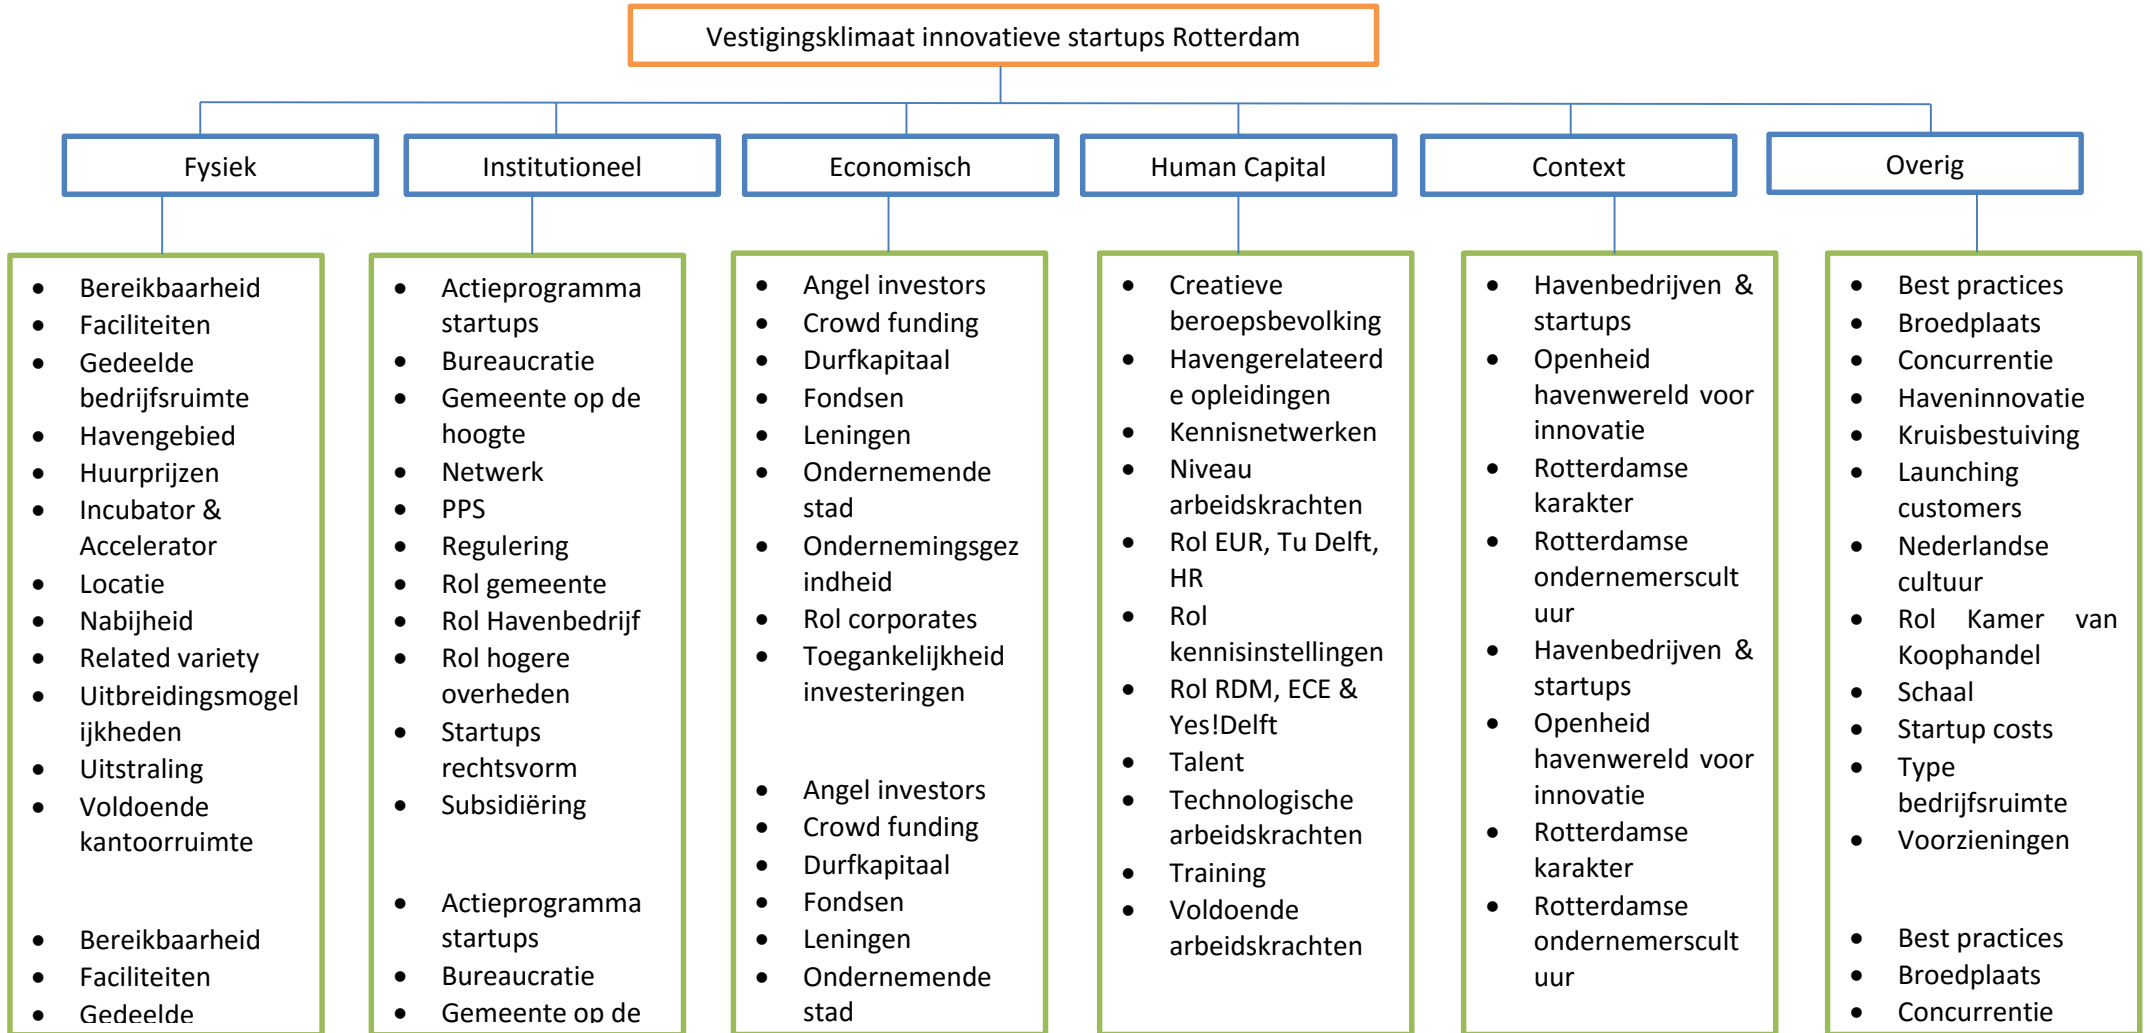 Vestigingsklimaat innovatieve startups Rotterdam
Fysiek
Institutioneel
Economisch
Human Capital
Context
Overig
• Bereikbaarheid
• Faciliteiten
• Gedeelde
bedrijfsruimte
• Havengebied
• Huurprijzen
• Incubator &
Accelerator
• Locatie
• Nabijheid
• Related variety
• Uitbreidingsmogel
ijkheden
• Uitstraling
• Voldoende
kantoorruimte
• Bereikbaarheid
• Faciliteiten
• Gedeelde
• Actieprogramma
startups
• Bureaucratie
• Gemeente op de
hoogte
• Netwerk
• PPS
• Regulering
• Rol gemeente
• Rol Havenbedrijf
• Rol hogere
overheden
• Startups
rechtsvorm
• Subsidiëring
• Actieprogramma
startups
• Bureaucratie
• Gemeente op de
• Angel investors
• Crowd funding
• Durfkapitaal
• Fondsen
• Leningen
• Ondernemende
stad
• Ondernemingsgez
indheid
• Rol corporates
• Toegankelijkheid
investeringen
• Angel investors
• Crowd funding
• Durfkapitaal
• Fondsen
• Leningen
• Ondernemende
stad
• Creatieve
beroepsbevolking
• Havengerelateerd
e opleidingen
• Kennisnetwerken
• Niveau
arbeidskrachten
• Rol EUR, Tu Delft,
HR
• Rol
kennisinstellingen
• Rol RDM, ECE &
Yes!Delft
• Talent
• Technologische
arbeidskrachten
• Training
• Voldoende
arbeidskrachten
• Havenbedrijven &
startups
• Openheid
havenwereld voor
innovatie
• Rotterdamse
karakter
• Rotterdamse
ondernemerscult
uur
• Havenbedrijven &
startups
• Openheid
havenwereld voor
innovatie
• Rotterdamse
karakter
• Rotterdamse
ondernemerscult
uur
• Best practices
• Broedplaats
• Concurrentie
• Haveninnovatie
• Kruisbestuiving
• Launching
customers
• Nederlandse
cultuur
• Rol Kamer van
Koophandel
• Schaal
• Startup costs
• Type
bedrijfsruimte
• Voorzieningen
• Best practices
• Broedplaats
• Concurrentie